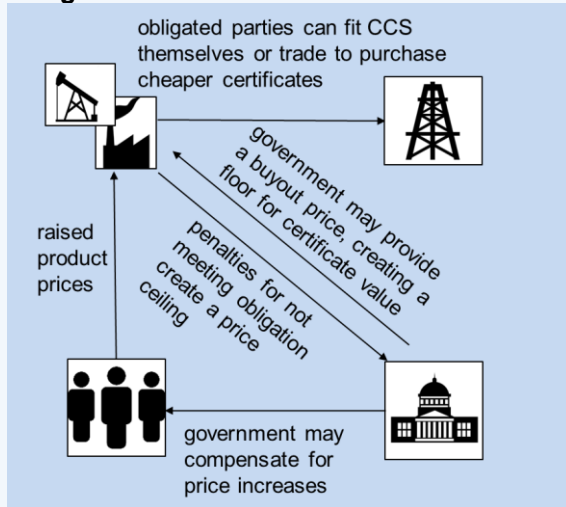 obligated parties can fit CCS
themselves or trade to purchase
cheaper certificates
government may provide
a buyout price, creating a
floor for certificate value
raised
product
prices
penalties for not
meeting obligation
create a price
ceiling
government may
compensate for
price increases